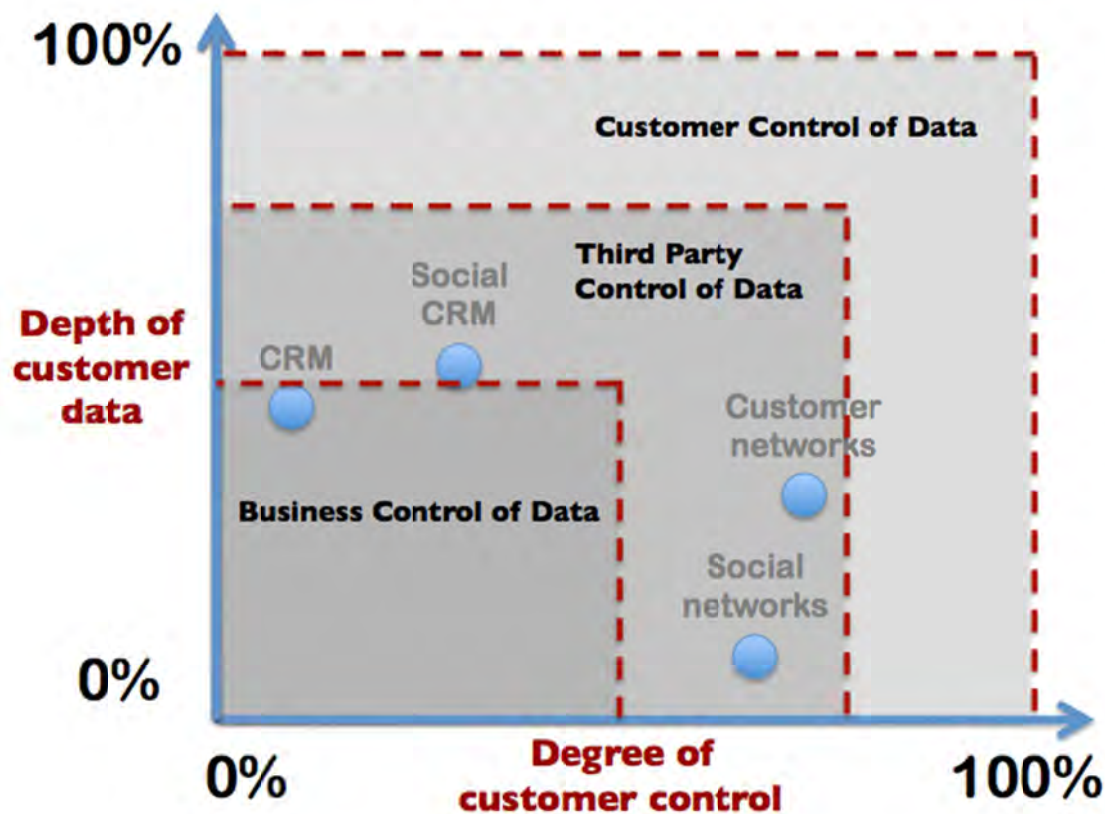 100%
Customer Control of Data
Third Party
Control of Data
Social
CRM
Depth of
customer
data
CRM
Customer
networks
Business Control of Data
Social
networks
0%
0%
Degree of
customer control
100%